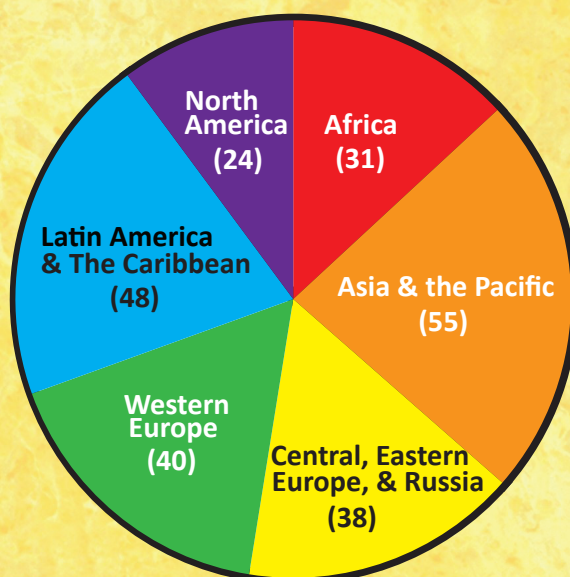 North
America
(24)
Africa
(31)
Asia & the Pacific
(55)
Central, Eastern
Europe, & Russia
(38)
Western
Europe
(40)
Latin America
& The Caribbean
(48)